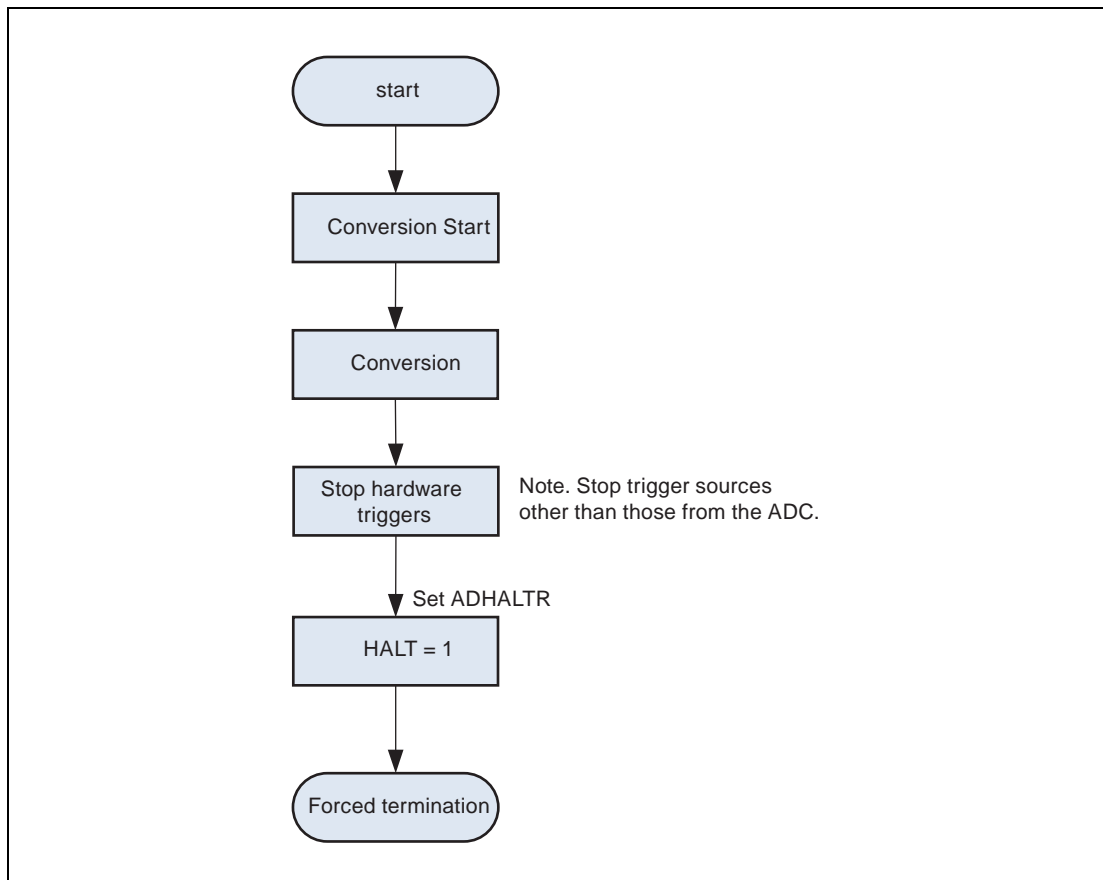 start
Conversion Start
Conversion
Stop hardware
triggers
Note. Stop trigger sources
other than those from the ADC.
Set ADHALTR
HALT = 1
Forced termination